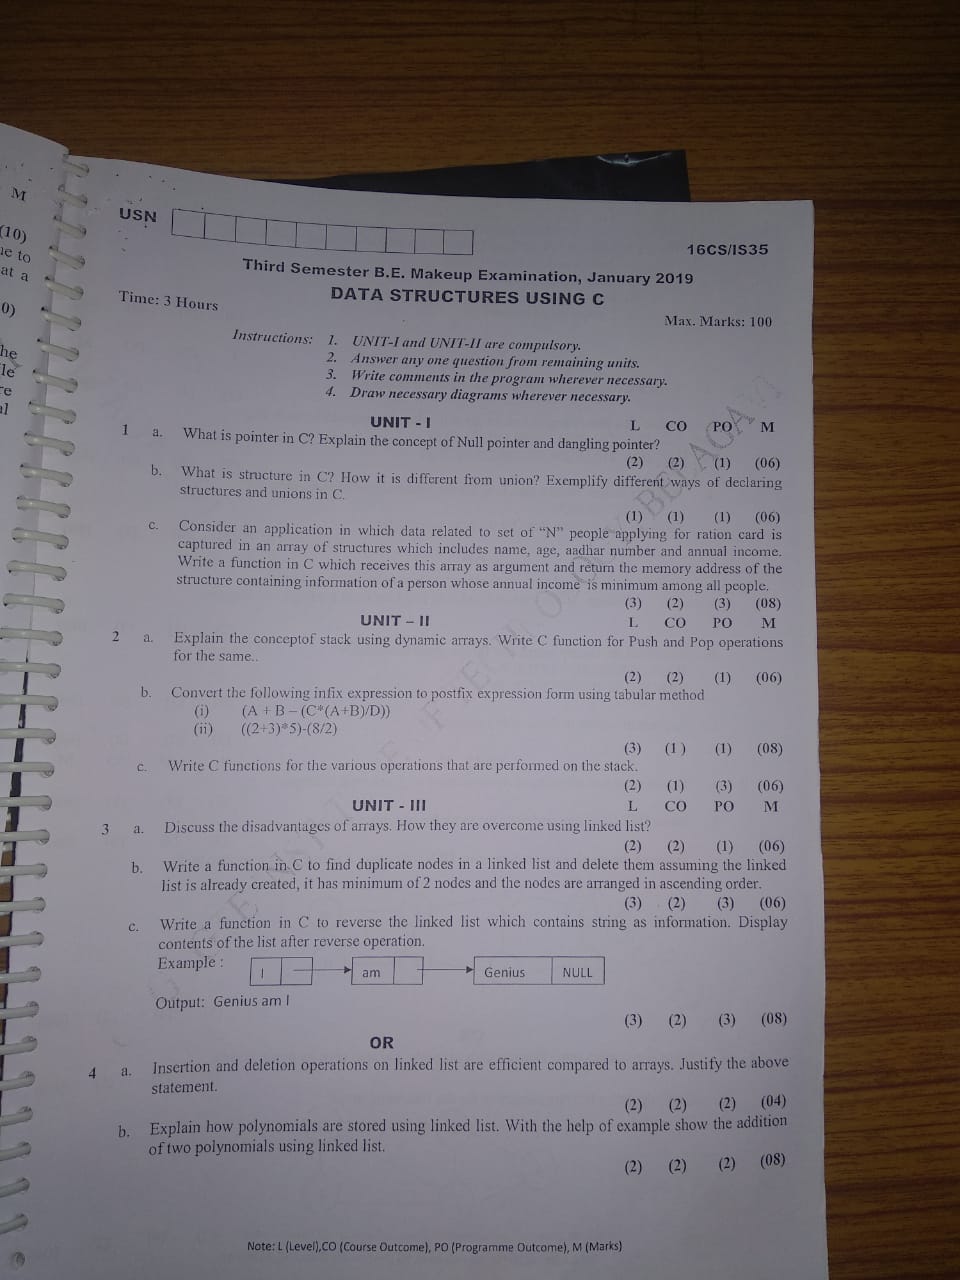 M
(10)
ne to
at a
0)
he
le
re
al
USN
16CS/IS35
Third Semester B.E. Makeup Examination, January 2019
DATA STRUCTURES USING C
Time: 3 Hours
Max. Marks: 100
Instructions: 1. UNIT-I and UNIT-II are compulsory.
2. Answer any one question from remaining units.
3. Write comments in the program wherever necessary.
4. Draw necessary diagrams wherever necessary.
UNIT - I L CO PO M
1 a. What is pointer in C? Explain the concept of Null pointer and dangling pointer?
(2) (2) (1) (06)
b. What is structure in C? How it is different from union? Exemplify different ways of declaring
structures and unions in C.
(1) (1) (1) (06)
c. Consider an application in which data related to set of “N” people applying for ration card is
captured in an array of structures which includes name, age, aadhar number and annual income.
Write a function in C which receives this array as argument and return the memory address of the
structure containing information of a person whose annual income is minimum among all people.
(3) (2) (3) (08)
UNIT – II L CO PO M
2 a. Explain the conceptof stack using dynamic arrays. Write C function for Push and Pop operations
for the same..
(2) (2) (1) (06)
b. Convert the following infix expression to postfix expression form using tabular method
(i) (A + B – (C*(A+B)/D))
(ii) ((2+3)*5)-(8/2)
(3) (1 ) (1) (08)
c. Write C functions for the various operations that are performed on the stack.
(2) (1) (3) (06)
UNIT - III L CO PO M
3 a. Discuss the disadvantages of arrays. How they are overcome using linked list?
(2) (2) (1) (06)
b. Write a function in C to find duplicate nodes in a linked list and delete them assuming the linked
list is already created, it has minimum of 2 nodes and the nodes are arranged in ascending order.
(3) (2) (3) (06)
c. Write a function in C to reverse the linked list which contains string as information. Display
contents of the list after reverse operation.
Example : I am Genius NULL
Output: Genius am I
(3) (2) (3) (08)
OR
4 a. Insertion and deletion operations on linked list are efficient compared to arrays. Justify the above
statement.
(2) (2) (2) (04)
b. Explain how polynomials are stored using linked list. With the help of example show the addition
of two polynomials using linked list.
(2) (2) (2) (08)
Note: L (Level),CO (Course Outcome), PO (Programme Outcome), M (Marks)